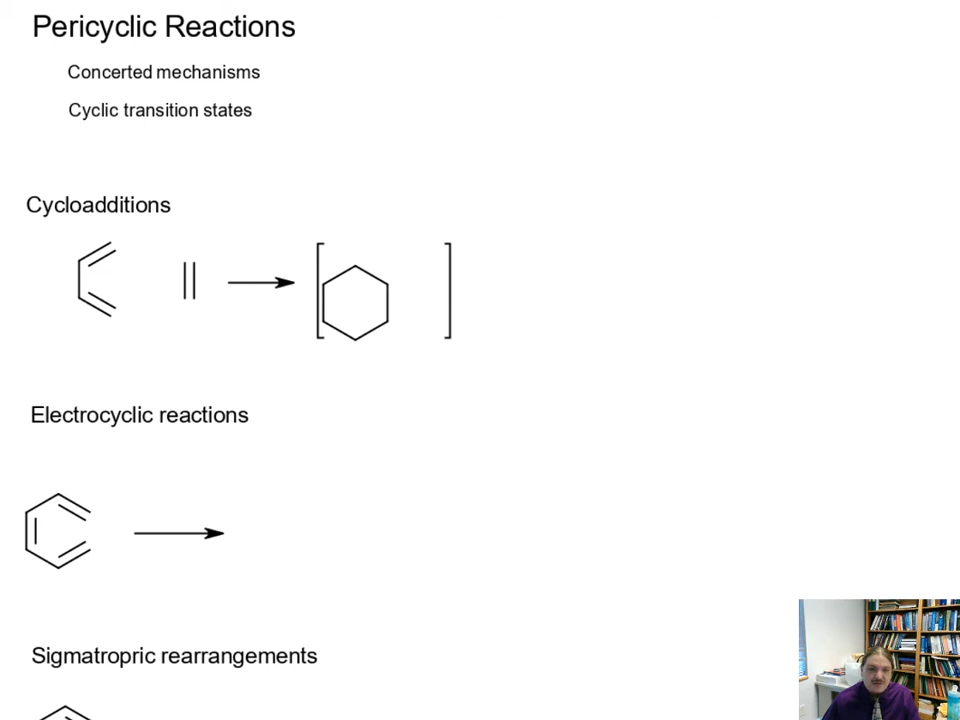 Pericyclic Reactions
Concerted mechanisms
Cyclic transition states
Cycloadditions
Electrocyclic reactions
Sigmatropric rearrangements